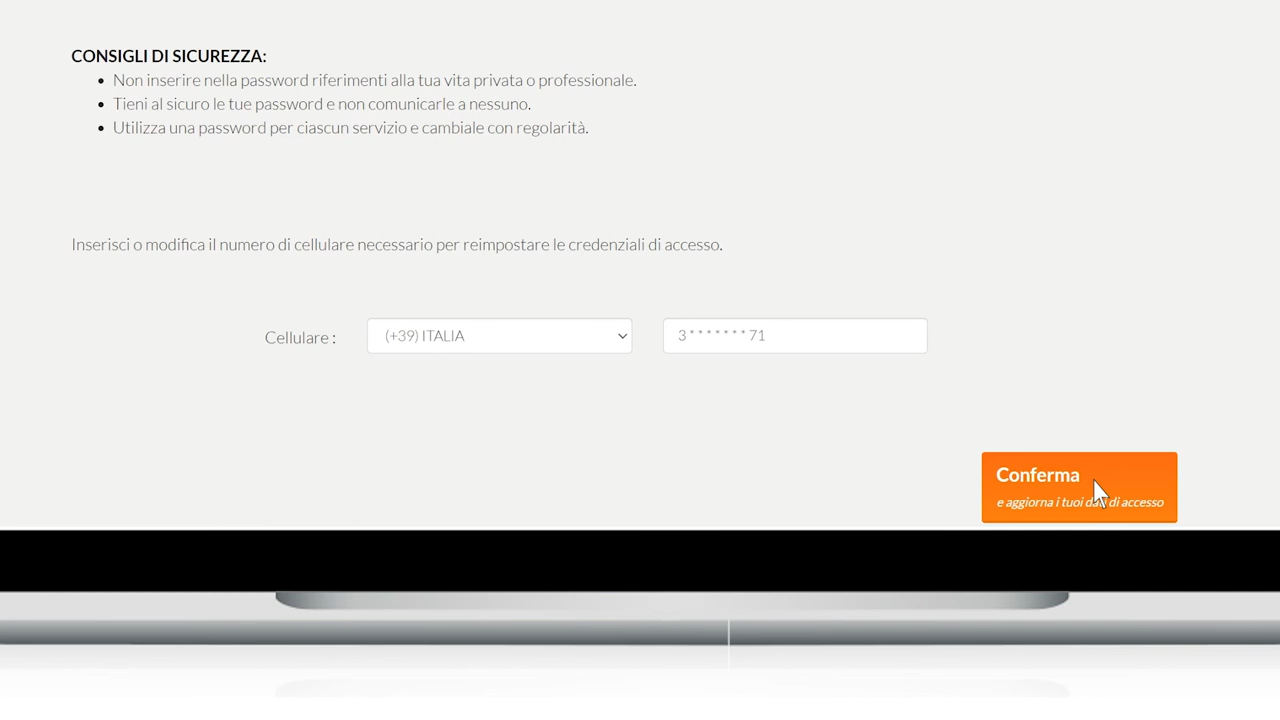 CONSIGLI DI SICUREZZA:
• Non inserire nella password riferimenti alla tua vita privata o professionale.
• Tieni al sicuro le tue password e non comunicarle a nessuno.
• Utilizza una password per ciascun servizio e cambiale con regolarità.
Inserisci o modifica il numero di cellulare necessario per reimpostare le credenziali di accesso.
Cellulare : (+39) ITALIA 3 * * * * * * * 71
Conferma
e aggiorna i tuoi dati di accesso